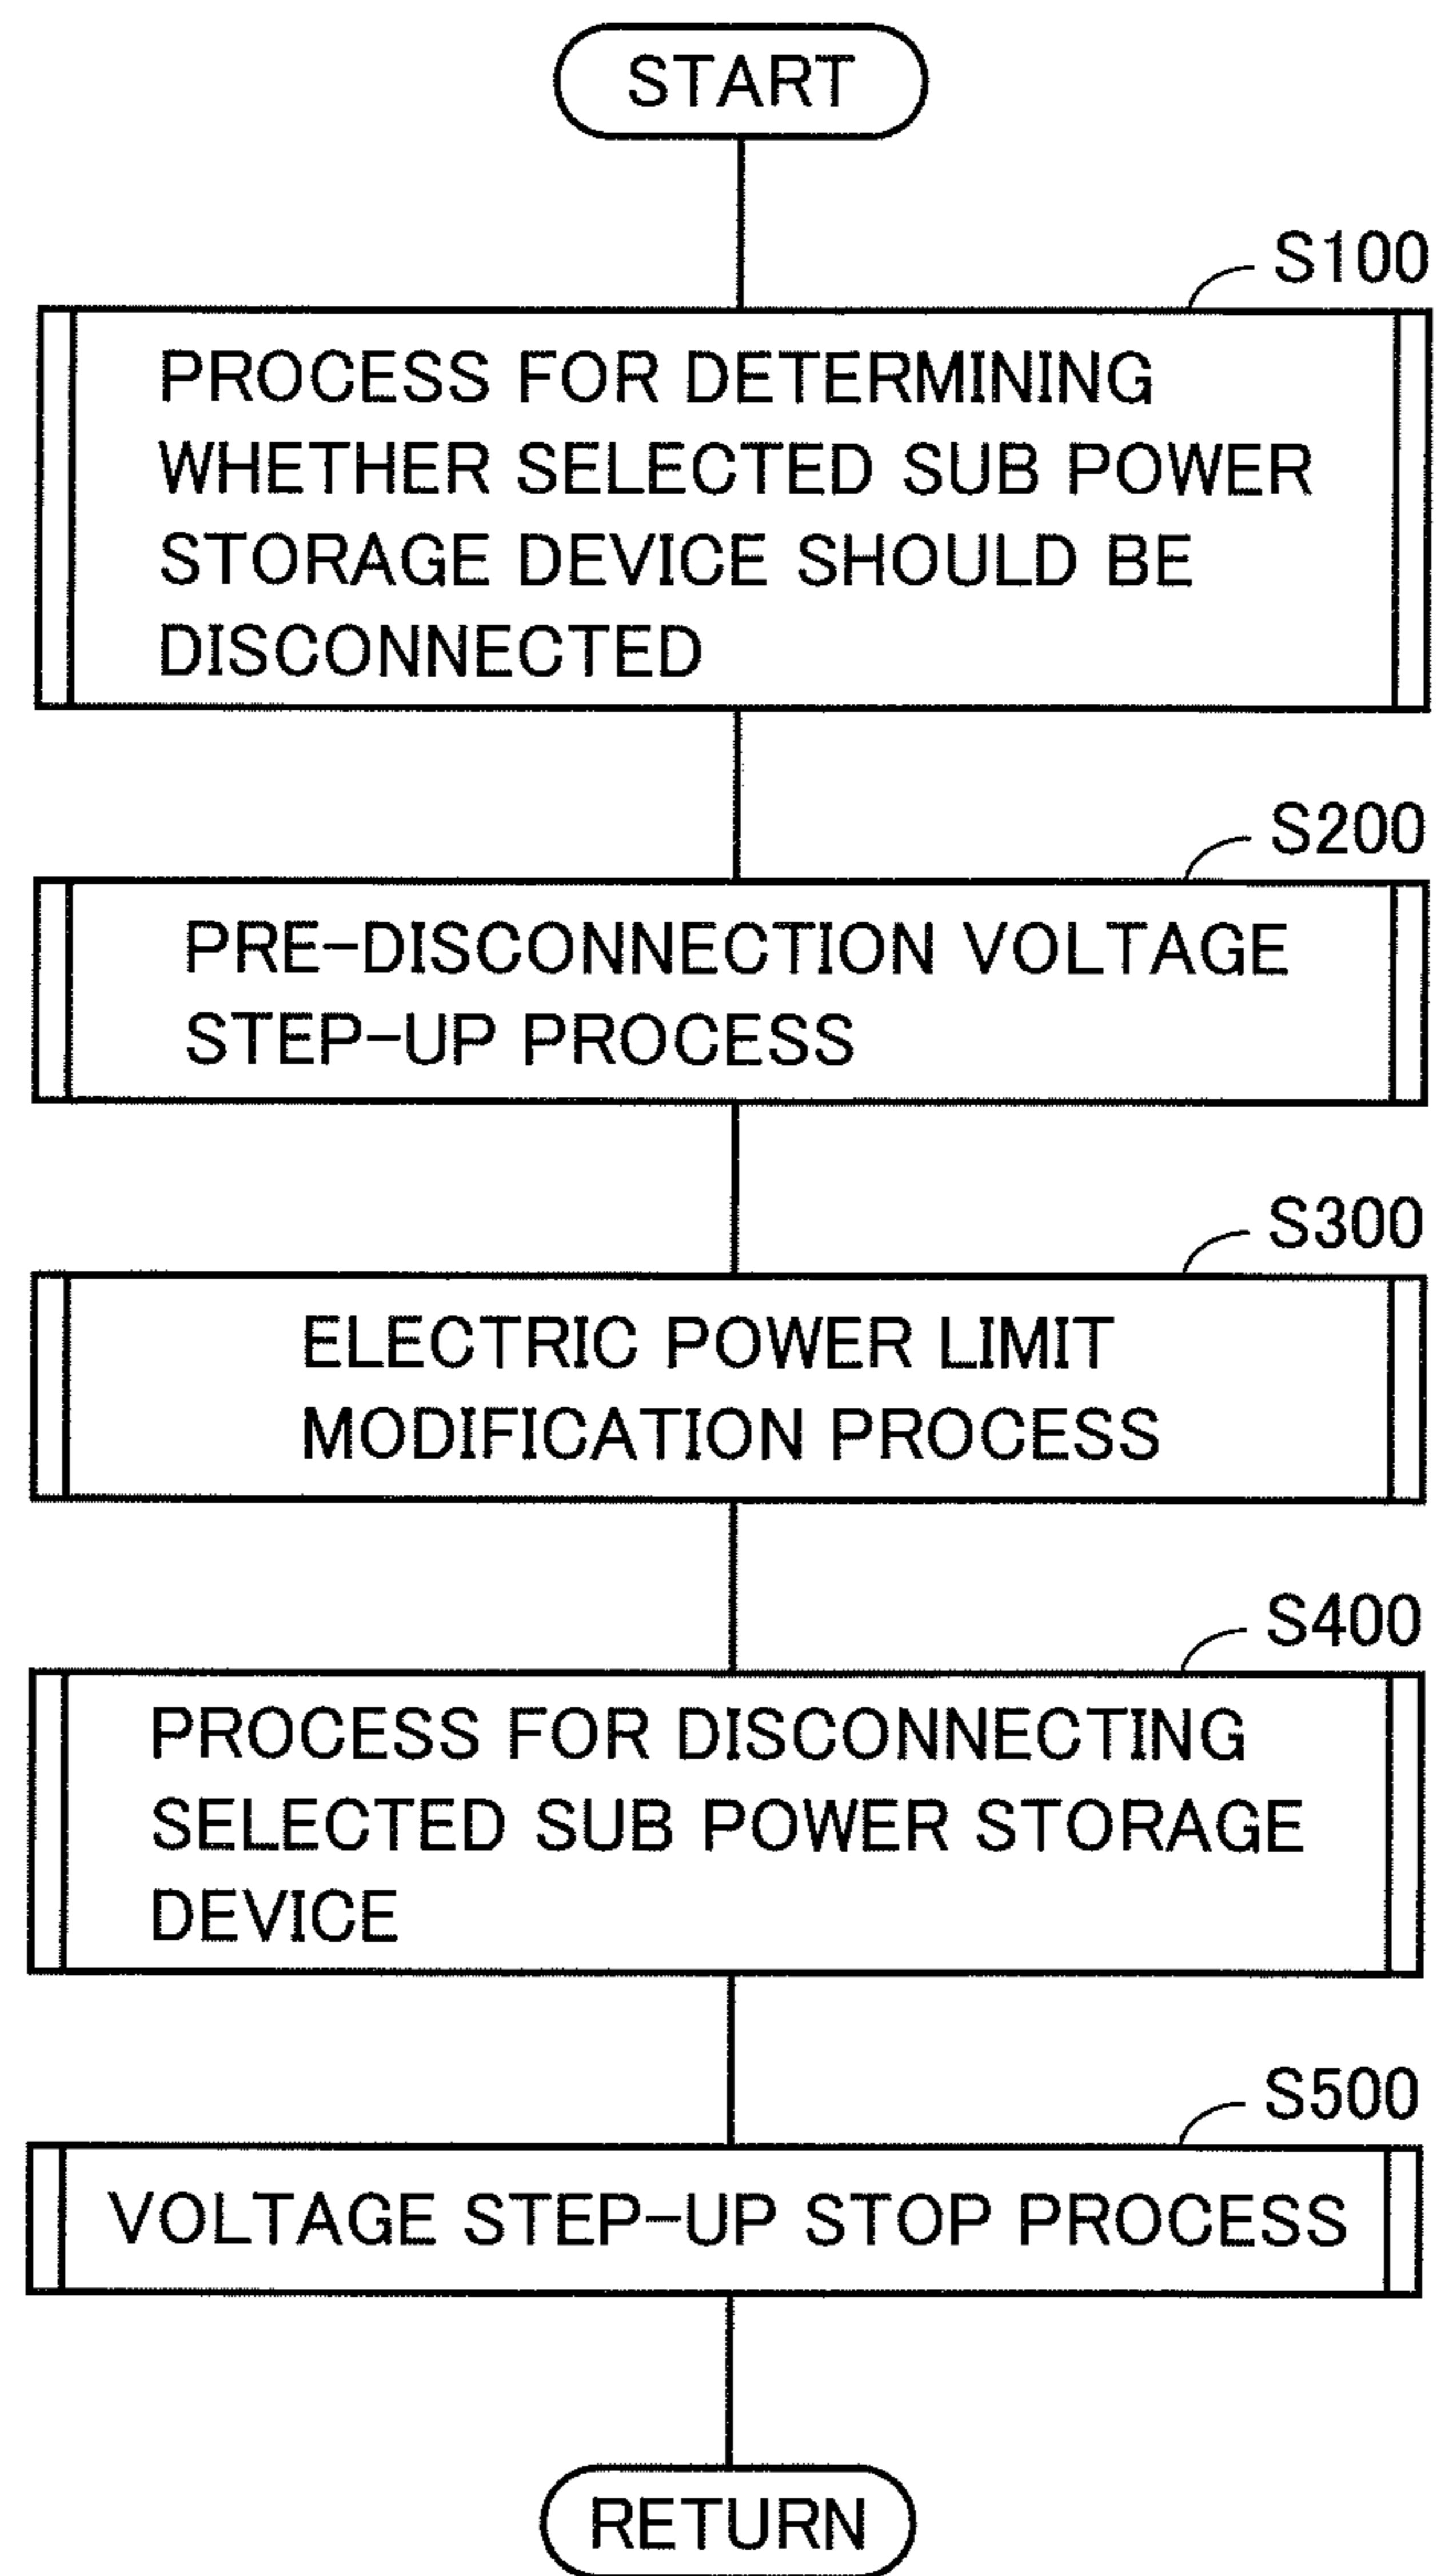 START
S100
PROCESS FOR DETERMINING
WHETHER SELECTED SUB POWER
STORAGE DEVICE SHOULD BE
DISCONNECTED
S200
PRE-DISCONNECTION VOLTAGE
STEP-UP PROCESS
S300
ELECTRIC POWER LIMIT
MODIFICATION PROCESS
S400
PROCESS FOR DISCONNECTING
SELECTED SUB POWER STORAGE
DEVICE
S500
VOLTAGE STEP-UP STOP PROCESS
RETURN